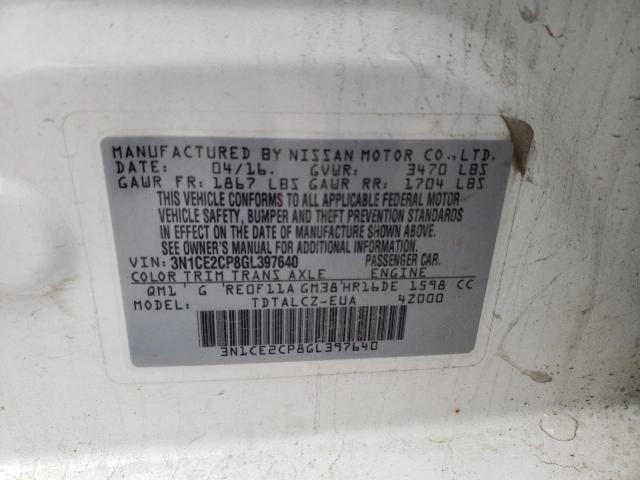 MANUFACTURED BY NISSAN MOTOR CO.,LTD.
DATE: 04/16. GVWR: 3470 LBS
GAWR FR: 1867 LBS GAWR RR: 1704 LBS
THIS VEHICLE CONFORMS TO ALL APPLICABLE FEDERAL MOTOR
VEHICLE SAFETY, BUMPER AND THEFT PREVENTION STANDARDS
IN EFFECT ON THE DATE OF MANUFACTURE SHOWN ABOVE.
SEE OWNER'S MANUAL FOR ADDITIONAL INFORMATION.
VIN: 3N1CE2CP8GL397640 PASSENGER CAR.
COLOR TRIM TRANS AXLE ENGINE
QM1' G 'RE0F11A GM38'HR16DE 1598 CC
MODEL: TDTALCZ-EUA 4Z000
3N1CE2CP8GL397640